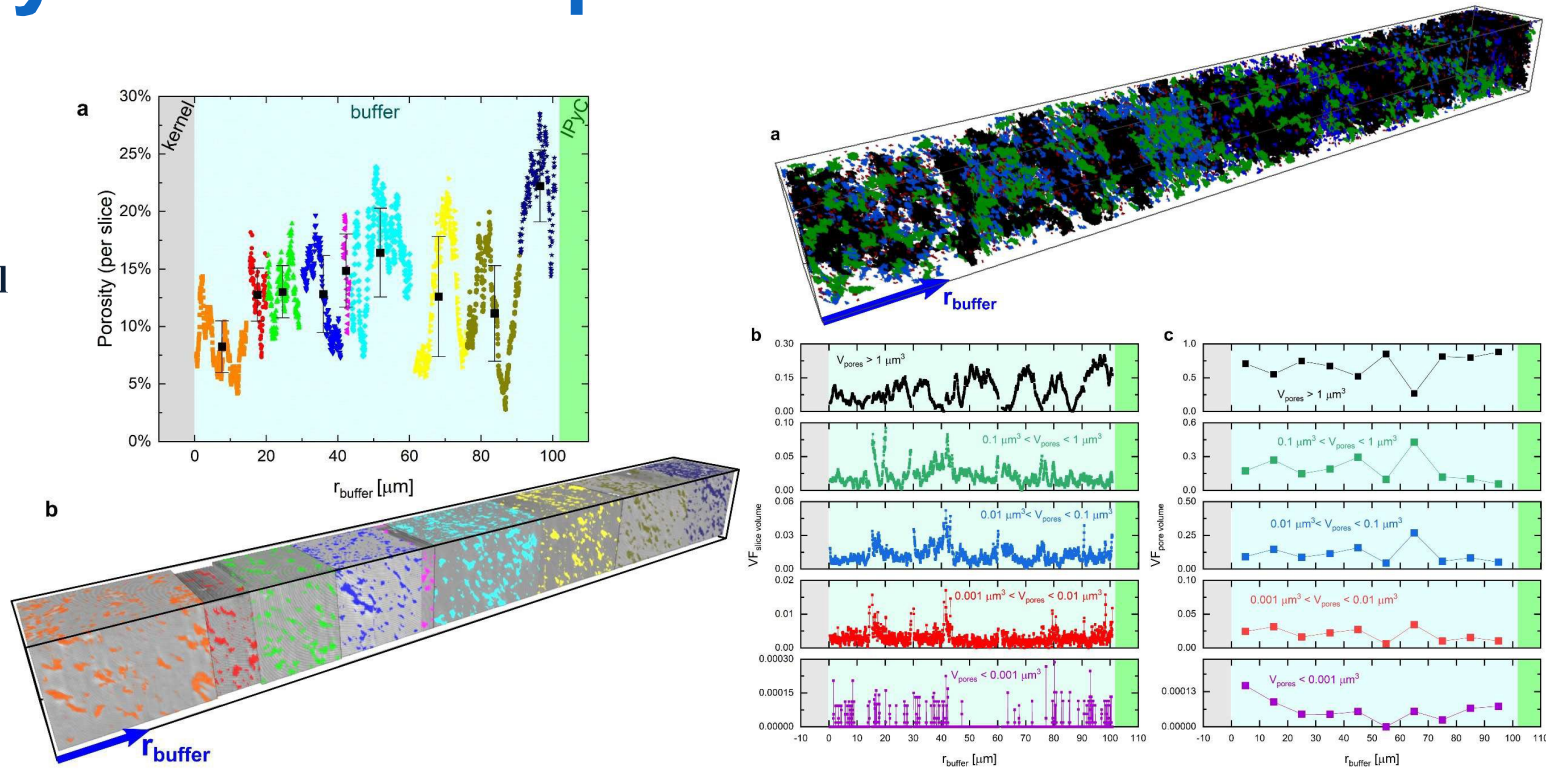 a
kernel
buffer
IPyC
30%
25%
20%
15%
10%
5%
0%
Porosity (per slice)
0 20 40 60 80 100
r_buffer [μm]
b
r_buffer
a
r_buffer
b
V_pores > 1 μm³
0.30
0.15
0.00
0.1 μm³ < V_pores < 1 μm³
0.10
0.05
0.00
0.01 μm³< V_pores < 0.1 μm³
0.06
0.03
0.00
0.001 μm³ < V_pores < 0.01 μm³
0.02
0.01
0.00
V_pores < 0.001 μm³
0.00030
0.00015
0.00000
VF_slice volume
-10 0 10 20 30 40 50 60 70 80 90 100 110
r_buffer [μm]
c
V_pores > 1 μm³
1.0
0.5
0.0
0.1 μm³ < V_pores < 1 μm³
0.6
0.3
0.0
0.01 μm³ < V_pores < 0.1 μm³
0.50
0.25
0.00
0.001 μm³ < V_pores < 0.01 μm³
0.10
0.05
0.00
V_pores < 0.001 μm³
0.00013
0.00000
VF_pore volume
-10 0 10 20 30 40 50 60 70 80 90 100 110
r_buffer [μm]